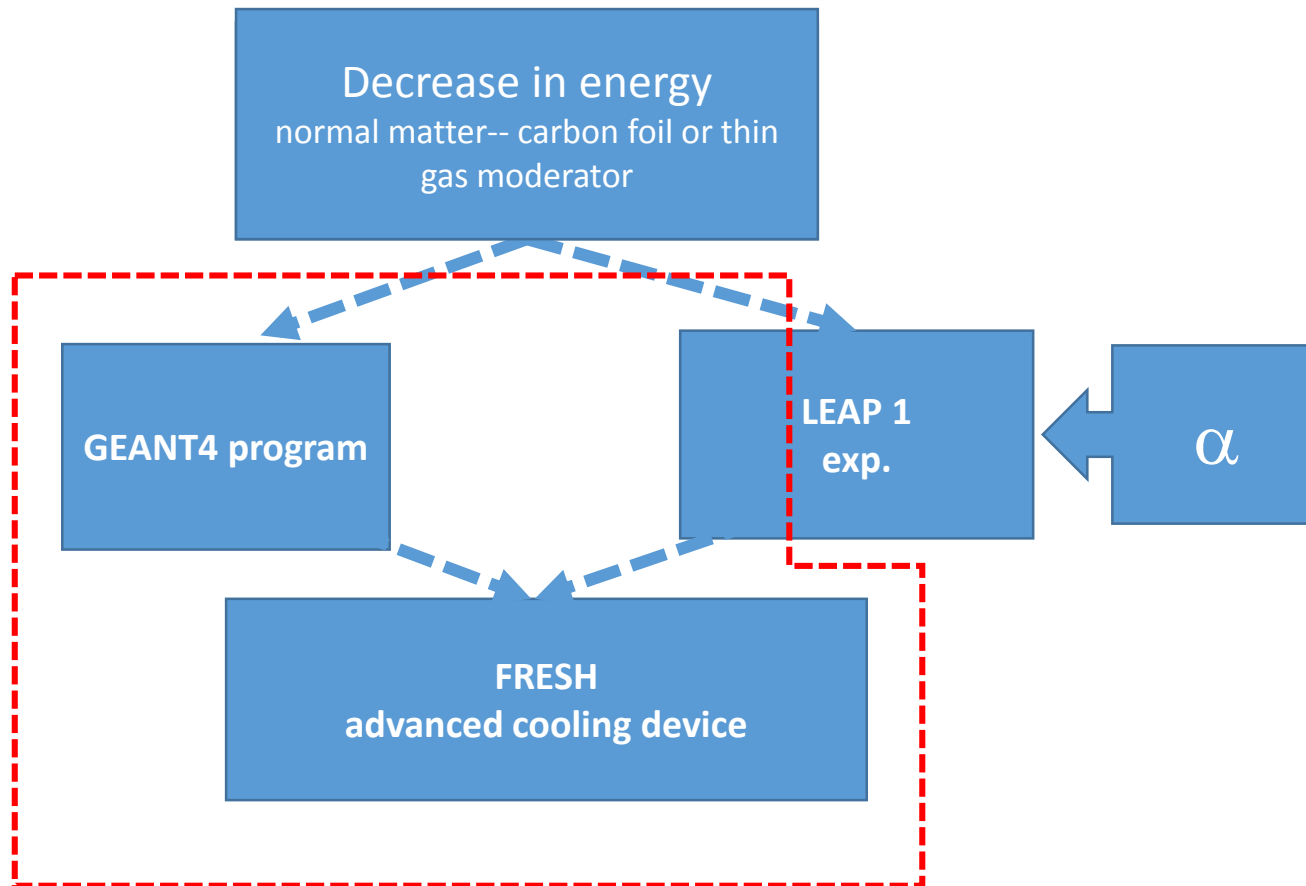 Decrease in energy
normal matter-- carbon foil or thin
gas moderator
GEANT4 program
LEAP 1
exp.
α
FRESH
advanced cooling device